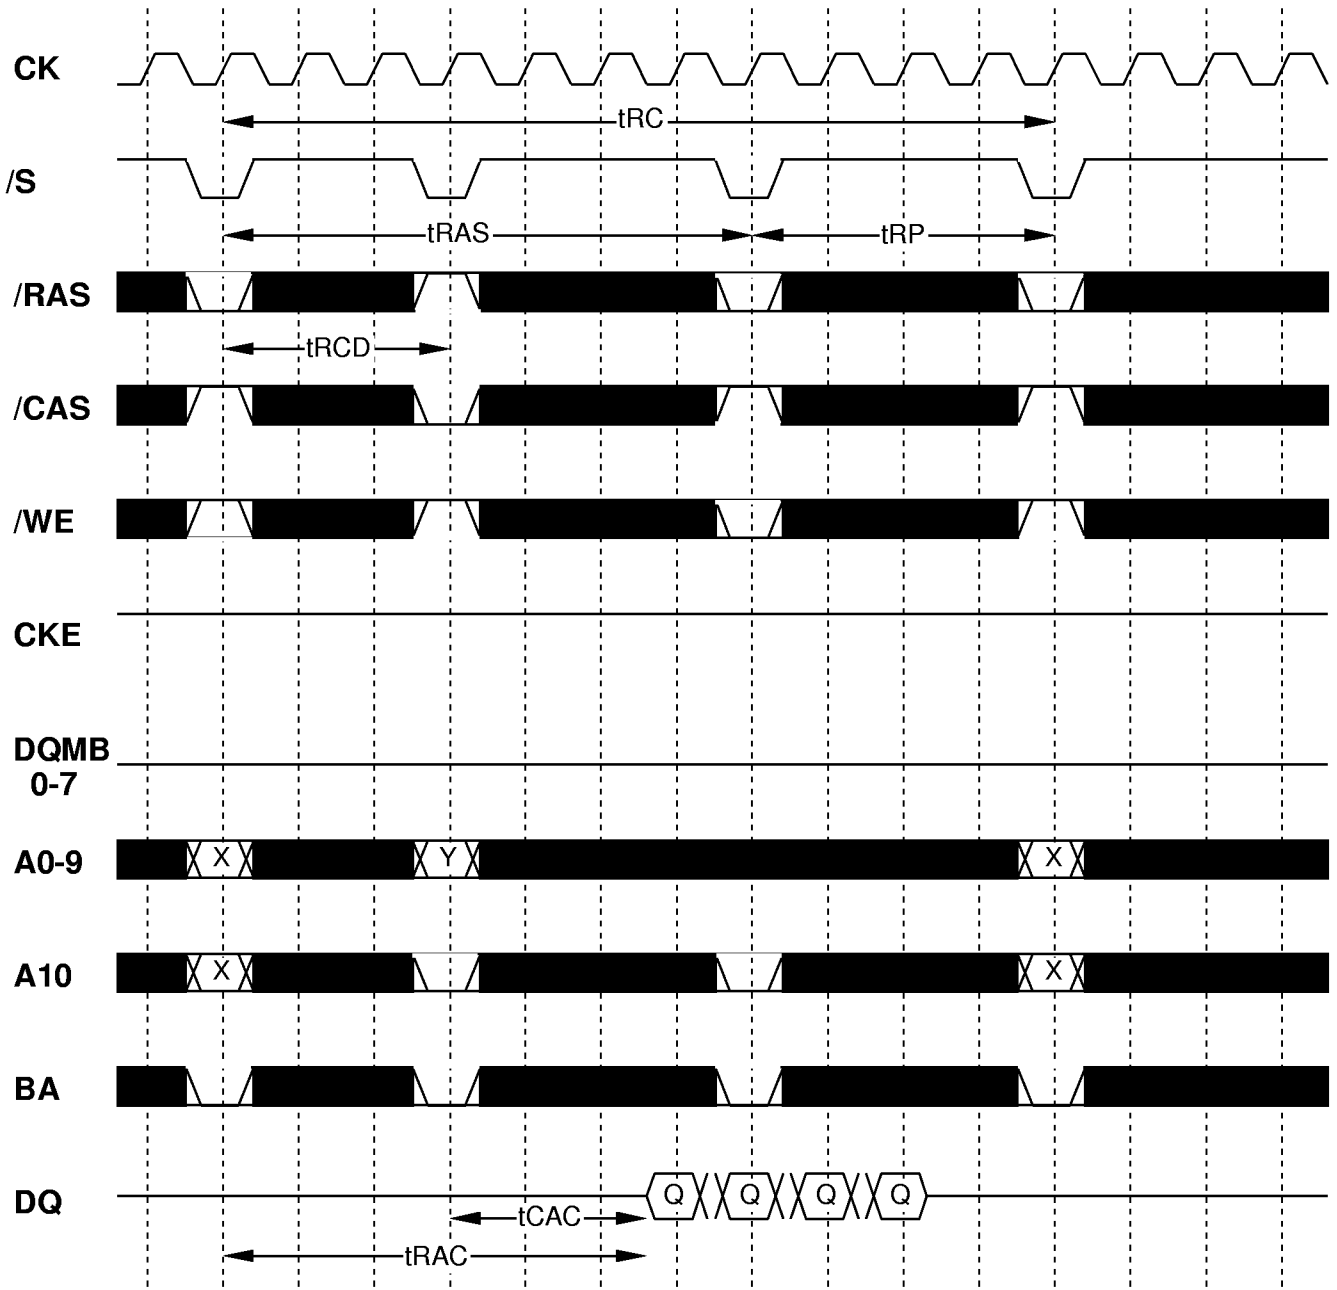 CK
tRC
/S
tRAS tRP
/RAS
tRCD
/CAS
/WE
CKE
DQMB
0-7
A0-9 X Y X
A10 X X
BA
DQ Q Q Q Q
tCAC
tRAC